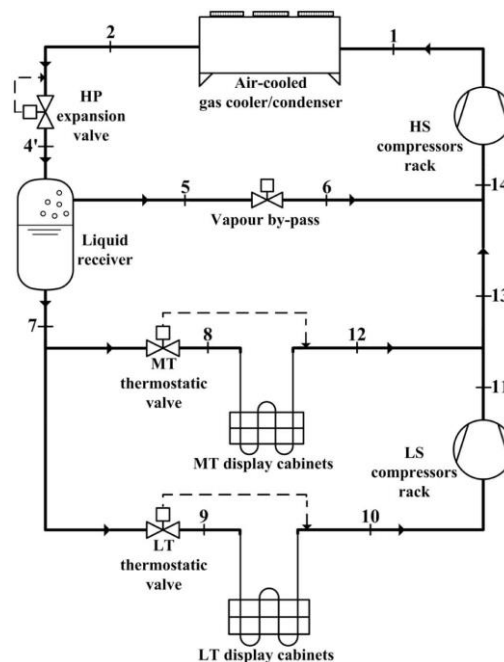 2
1
Air-cooled
gas cooler/condenser
HP
expansion
valve
4'
HS
compressors
rack
14
5
6
Vapour by-pass
Liquid
receiver
13
7
8
12
MT
thermostatic
valve
11
MT display cabinets
LS
compressors
rack
9
10
LT
thermostatic
valve
LT display cabinets